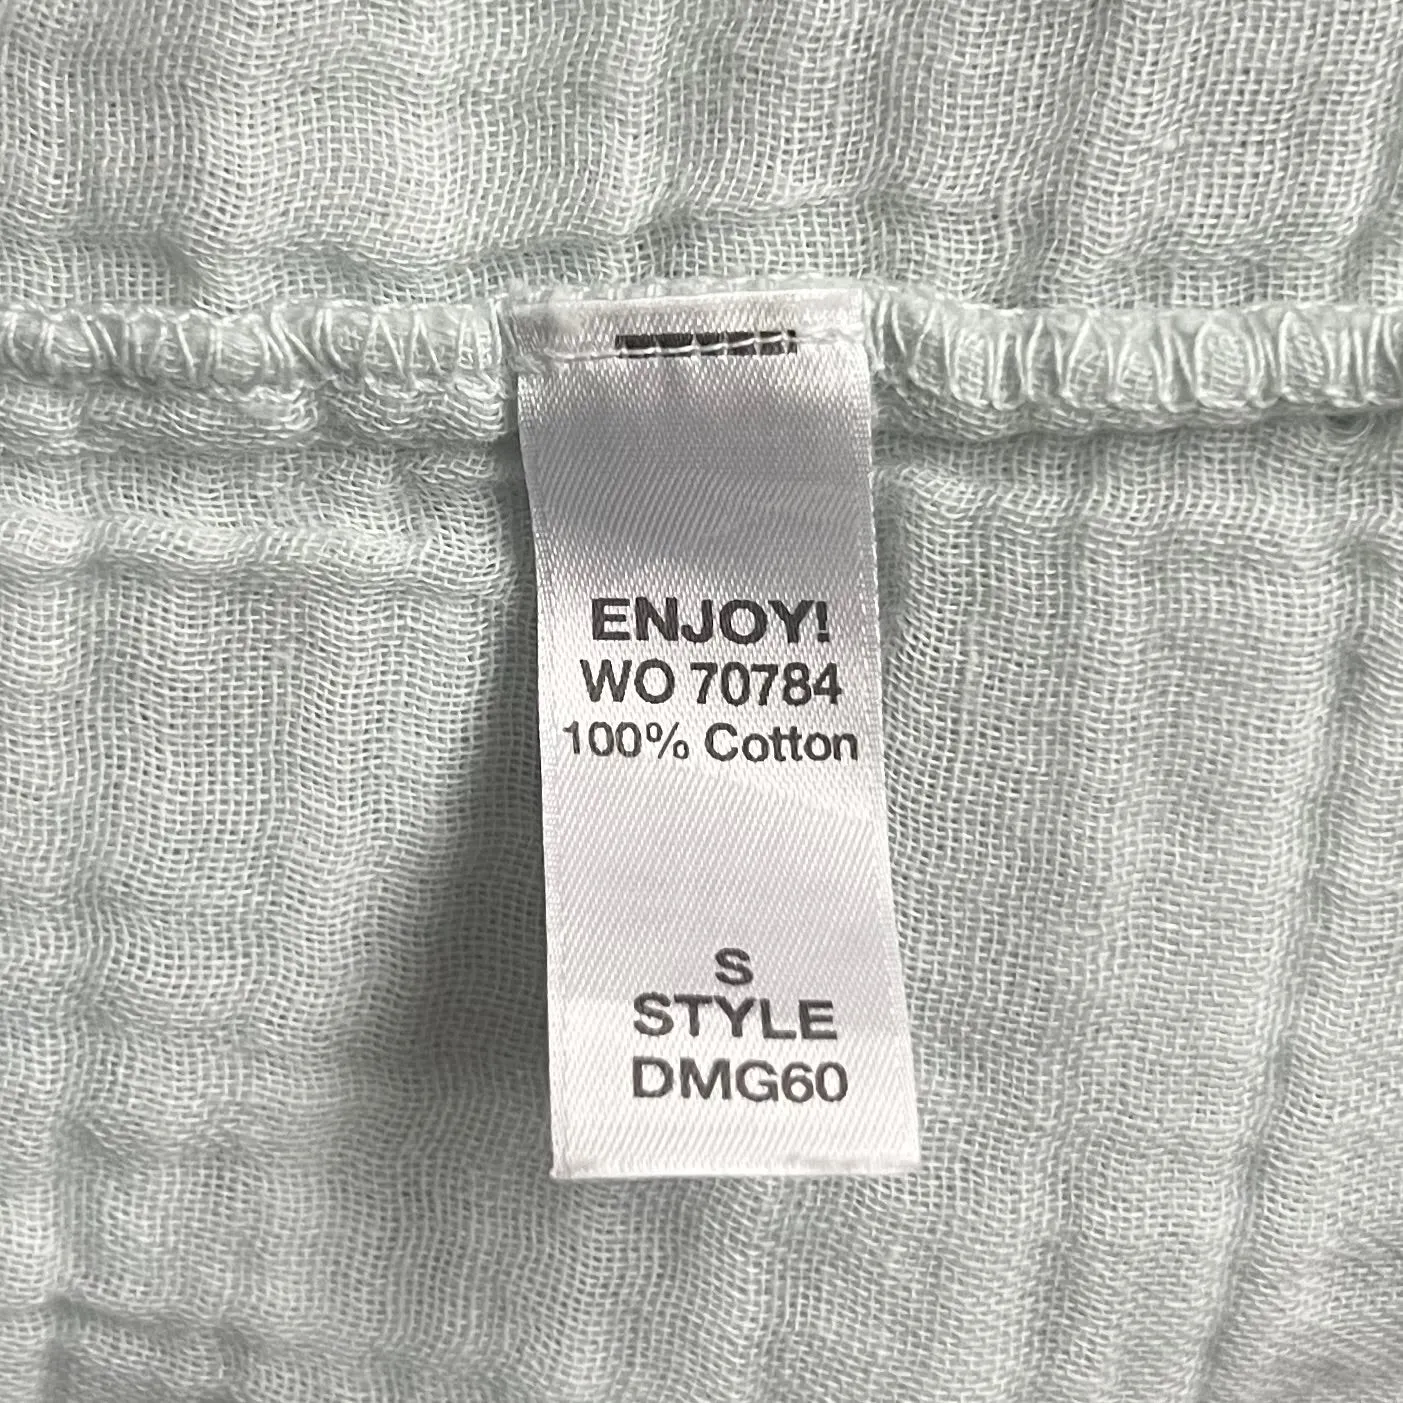 ENJOY!
WO 70784
100% Cotton
S
STYLE
DMG60